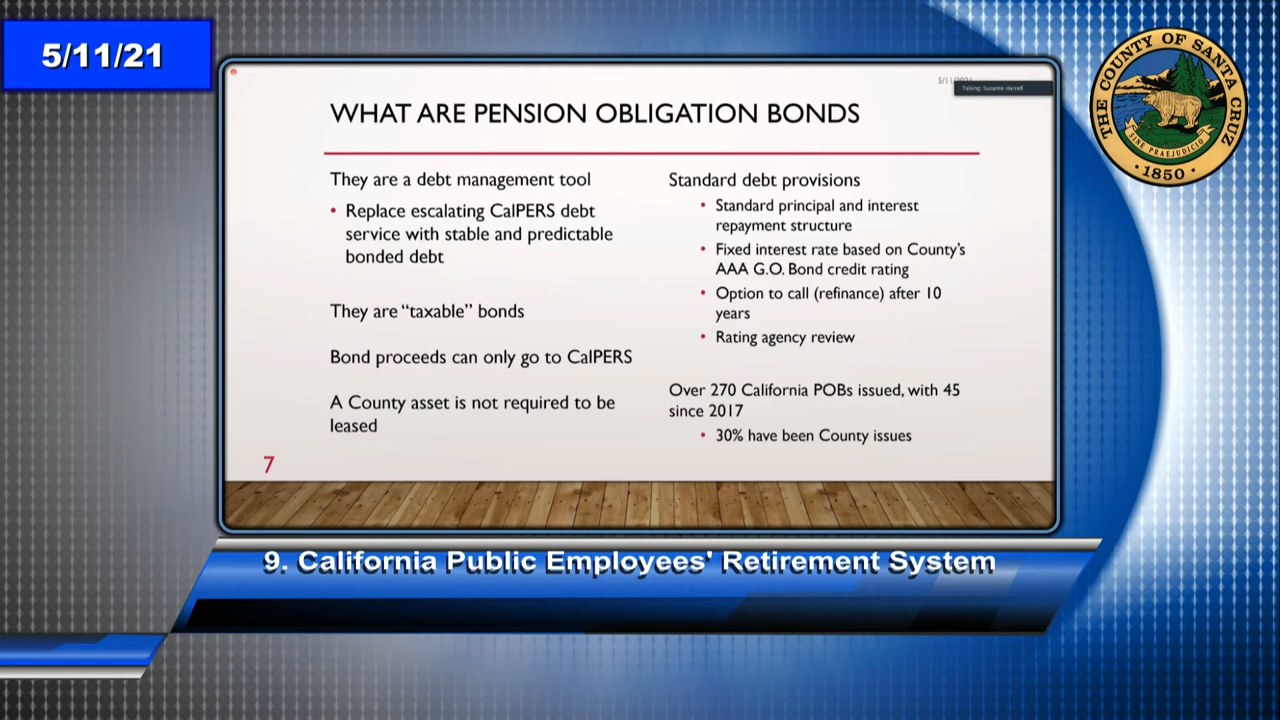 5/11/21
THE COUNTY OF SANTA CRUZ
SINE PRAEJUDICIO
• 1850 •
Talking: Suzanne Harrell
WHAT ARE PENSION OBLIGATION BONDS
They are a debt management tool
• Replace escalating CalPERS debt
service with stable and predictable
bonded debt
They are “taxable” bonds
Bond proceeds can only go to CalPERS
A County asset is not required to be
leased
Standard debt provisions
• Standard principal and interest
repayment structure
• Fixed interest rate based on County’s
AAA G.O. Bond credit rating
• Option to call (refinance) after 10
years
• Rating agency review
Over 270 California POBs issued, with 45
since 2017
• 30% have been County issues
7
9. California Public Employees' Retirement System